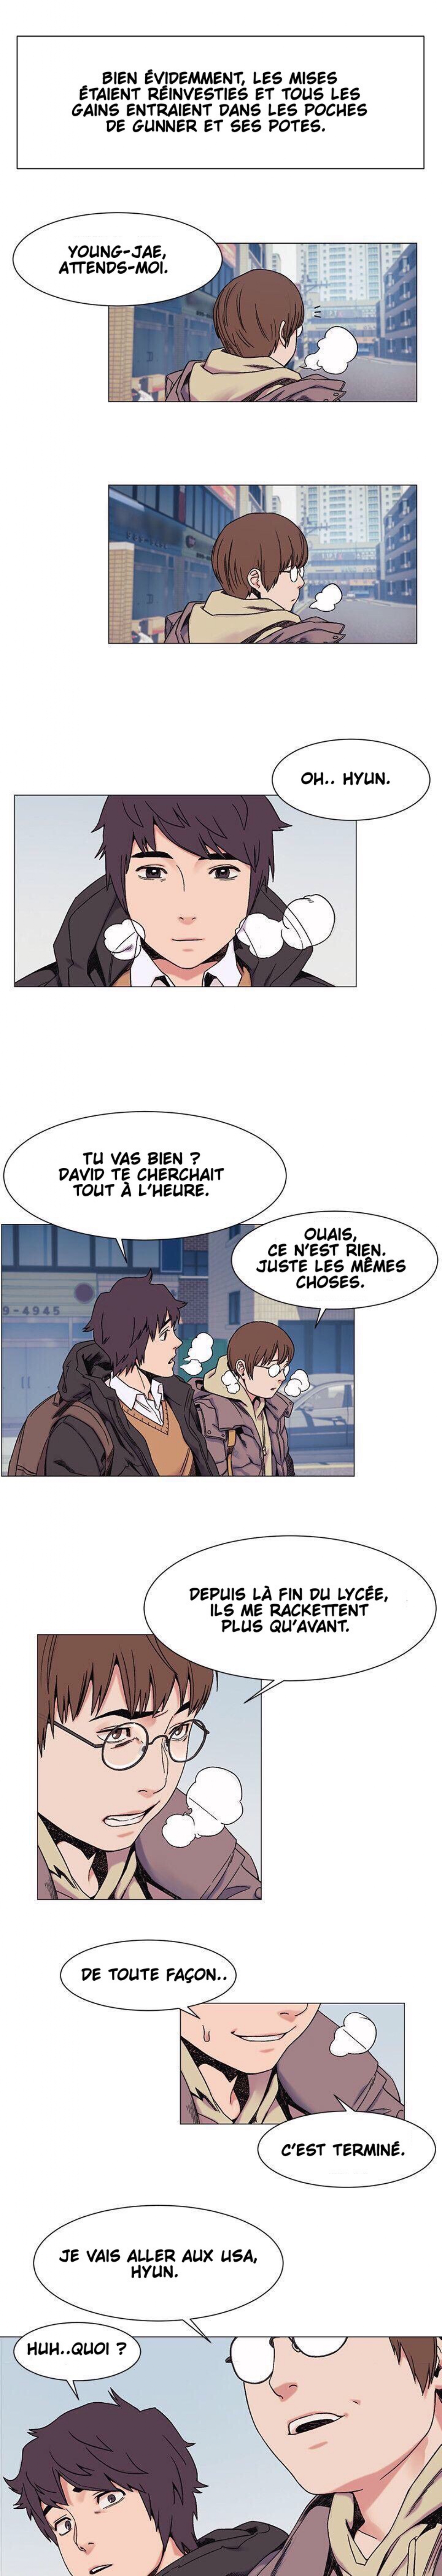 BIEN ÉVIDEMMENT, LES MISES
ÉTAIENT RÉINVESTIES ET TOUS LES
GAINS ENTRAIENT DANS LES POCHES
DE GUNNER ET SES POTES.
YOUNG-JAE,
ATTENDS-MOI.
OH.. HYUN.
TU VAS BIEN ?
DAVID TE CHERCHAIT
TOUT À L'HEURE.
OUAIS,
CE N'EST RIEN.
JUSTE LES MÊMES
CHOSES.
9-4945
DEPUIS LÀ FIN DU LYCÉE,
ILS ME RACKETTENT
PLUS QU'AVANT.
DE TOUTE FAÇON..
C'EST TERMINÉ.
JE VAIS ALLER AUX USA,
HYUN.
HUH..QUOI ?